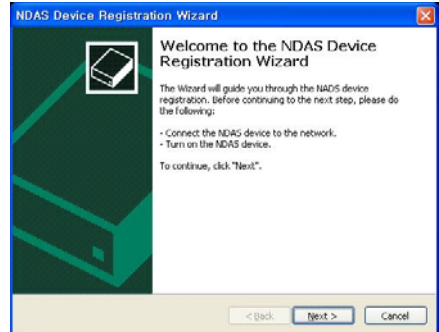 NDAS Device Registration Wizard
Welcome to the NDAS Device
Registration Wizard
The Wizard will guide you through the NADS device
registration. Before continuing to the next step, please do
the following:
- Connect the NDAS device to the network.
- Turn on the NDAS device.
To continue, click "Next".
< Back Next > Cancel